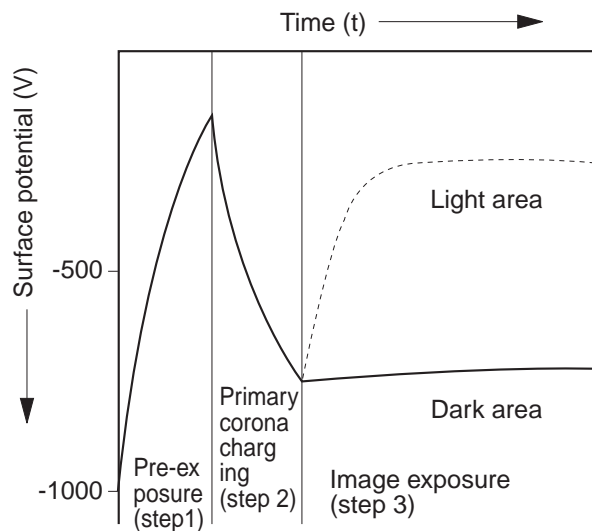 Time (t)
Surface potential (V)
-500
-1000
Light area
Dark area
Pre-ex
posure
(step1)
Primary
corona
charg
ing
(step 2)
Image exposure
(step 3)